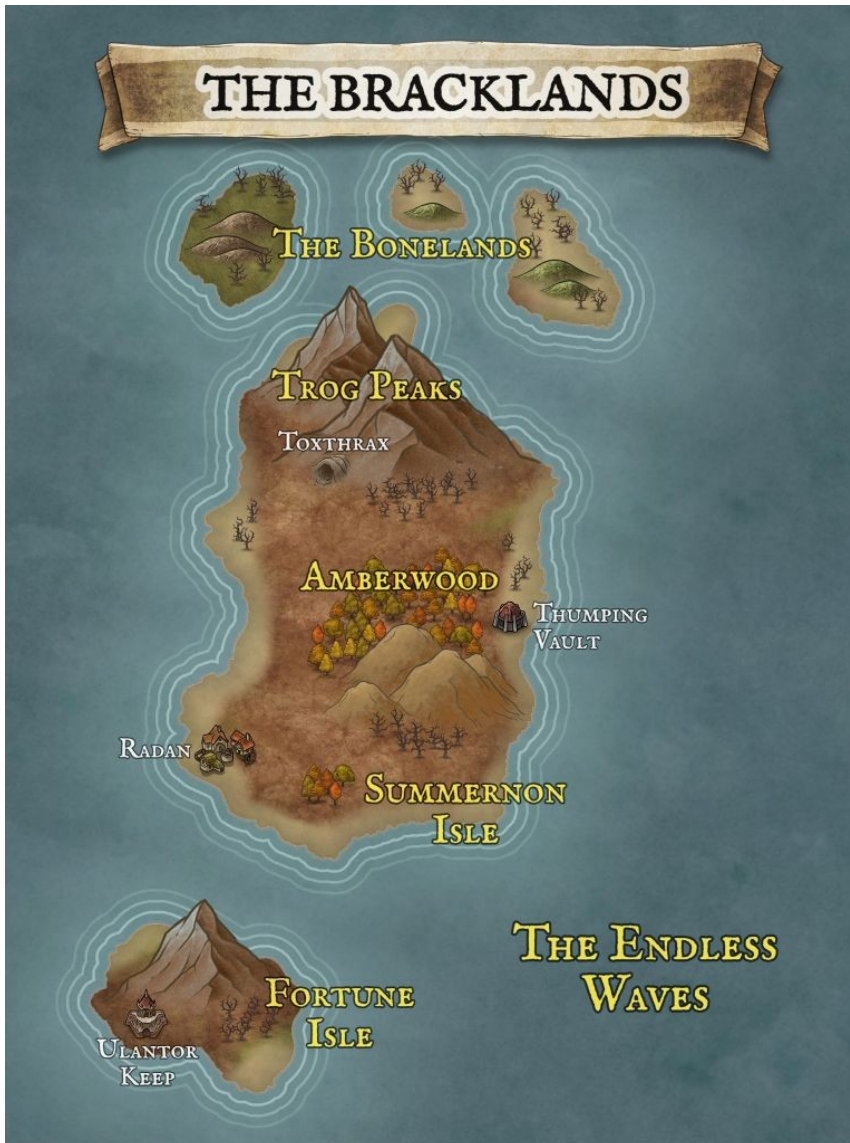 THE BRACKLANDS
THE BONELANDS
TROG PEAKS
TOXTHRAX
AMBERWOOD
THUMPING
VAULT
RADAN
SUMMERNON
ISLE
THE ENDLESS
WAVES
FORTUNE
ISLE
ULANTOR
KEEP